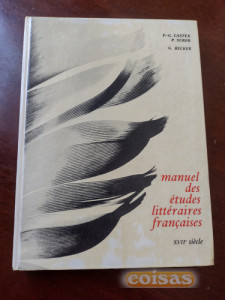 P.-G. CASTEX
P. SURER
G. BECKER
manuel
des
études
littéraires
françaises
XVIIe siècle
coisas